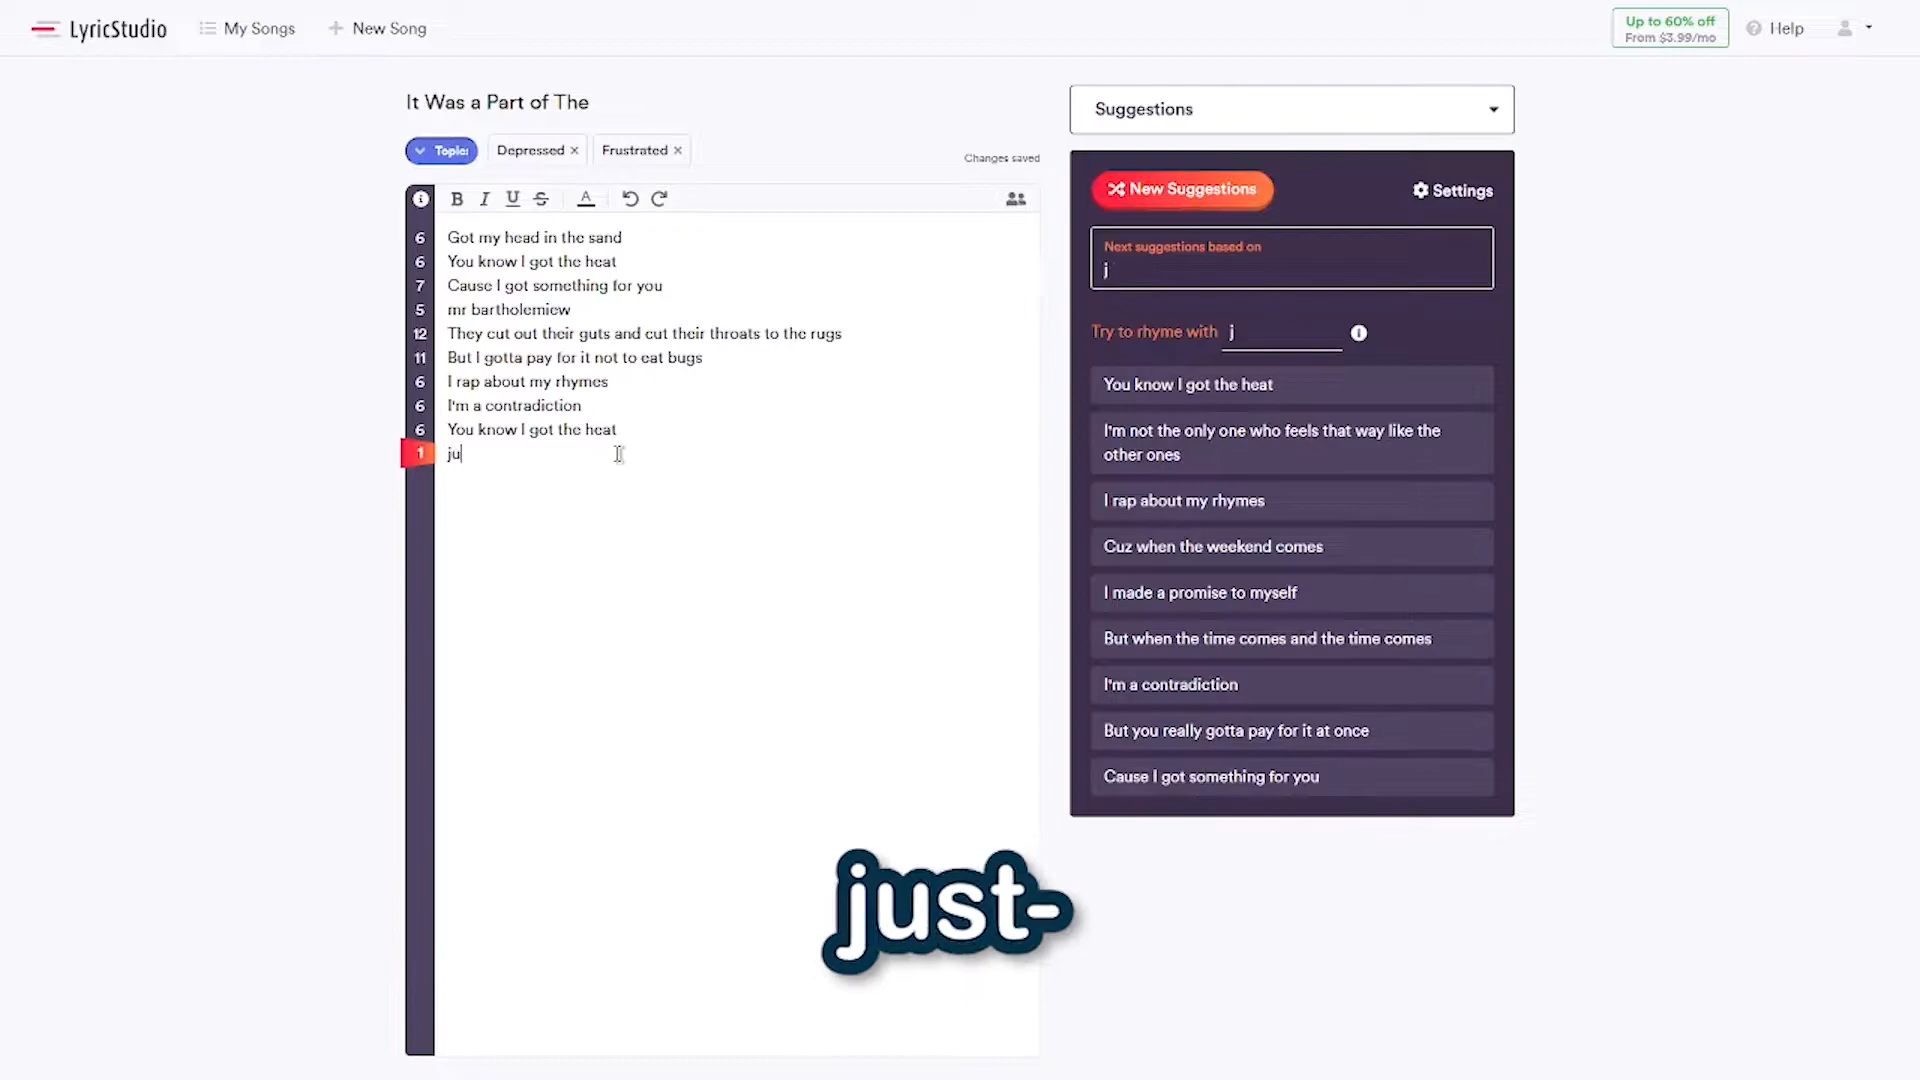 LyricStudio
My Songs
New Song
Up to 60% off
From $3.99/mo
Help
It Was a Part of The
Topic:
Depressed ×
Frustrated ×
Changes saved
B I U S A
6 Got my head in the sand
6 You know I got the heat
7 Cause I got something for you
5 mr bartholemiew
12 They cut out their guts and cut their throats to the rugs
11 But I gotta pay for it not to eat bugs
6 I rap about my rhymes
6 I'm a contradiction
6 You know I got the heat
1 ju
Suggestions
New Suggestions
Settings
Next suggestions based on
j
Try to rhyme with j
You know I got the heat
I'm not the only one who feels that way like the
other ones
I rap about my rhymes
Cuz when the weekend comes
I made a promise to myself
But when the time comes and the time comes
I'm a contradiction
But you really gotta pay for it at once
Cause I got something for you
just-